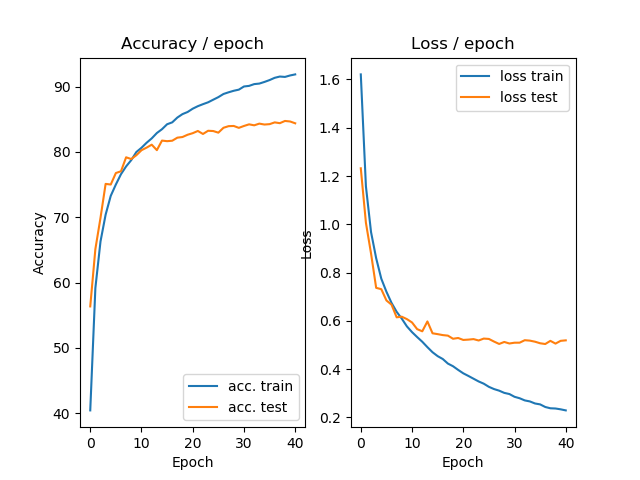 Accuracy / epoch
Accuracy
90
80
70
60
50
40
0
10
20
30
40
Epoch
acc. train
acc. test
Loss / epoch
Loss
1.6
1.4
1.2
1.0
0.8
0.6
0.4
0.2
0
10
20
30
40
Epoch
loss train
loss test